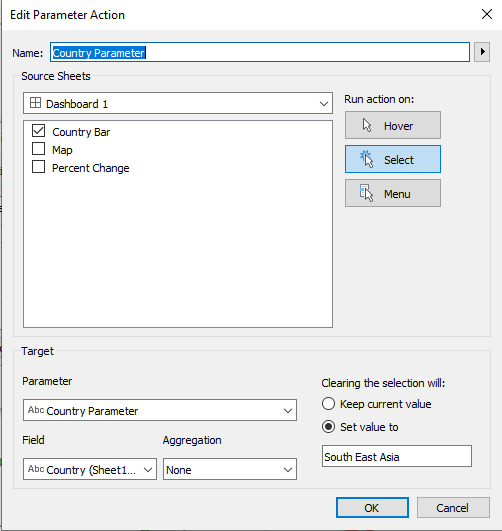 Edit Parameter Action
Name: Country Parameter
Source Sheets
Dashboard 1
Run action on:
Country Bar
Map
Percent Change
Hover
Select
Menu
Target
Parameter
Abc Country Parameter
Field
Aggregation
Abc Country (Sheet1...
None
Clearing the selection will:
Keep current value
Set value to
South East Asia
OK
Cancel